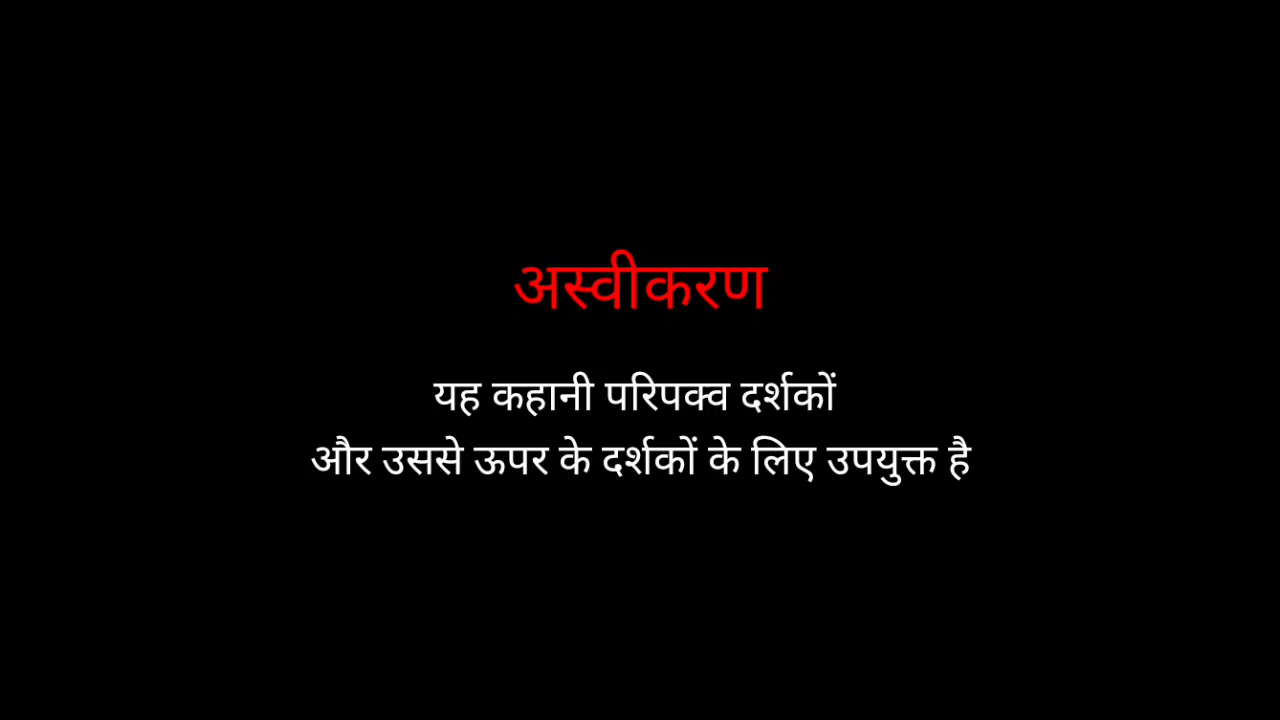 अस्वीकरण
यह कहानी परिपक्व दर्शकों
और उससे ऊपर के दर्शकों के लिए उपयुक्त है